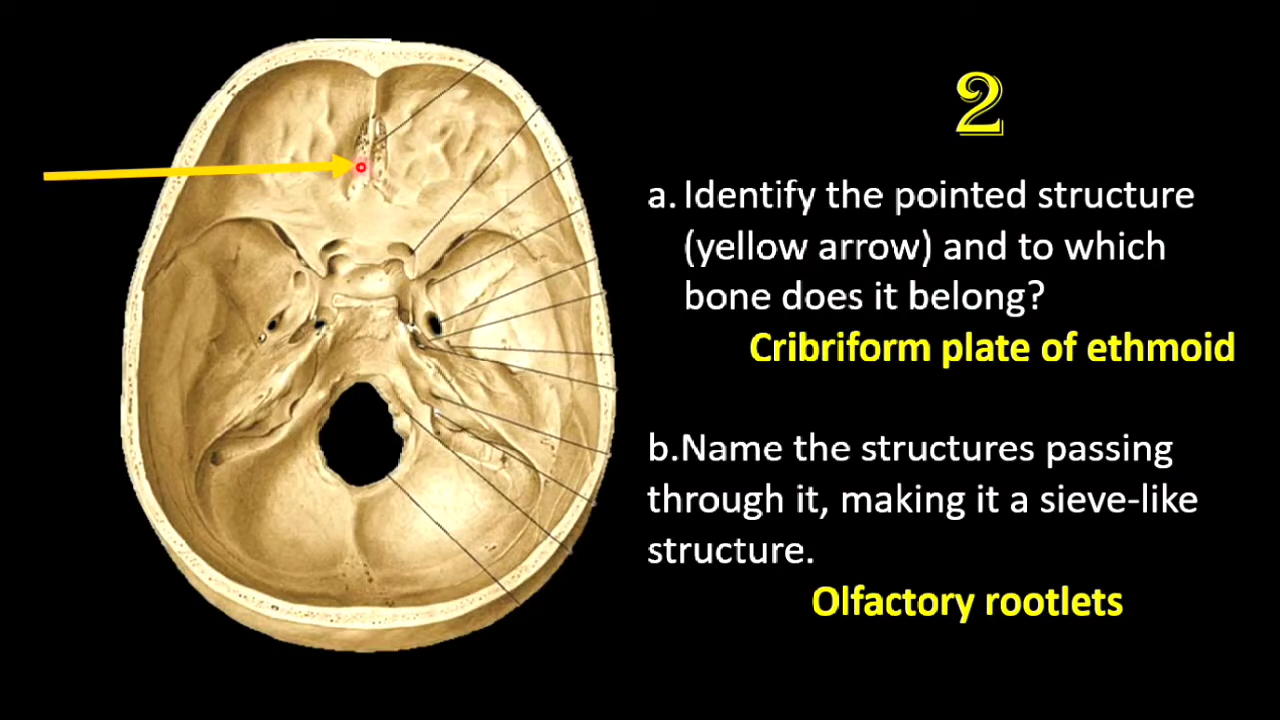 2
a. Identify the pointed structure
(yellow arrow) and to which
bone does it belong?
Cribriform plate of ethmoid
b.Name the structures passing
through it, making it a sieve-like
structure.
Olfactory rootlets